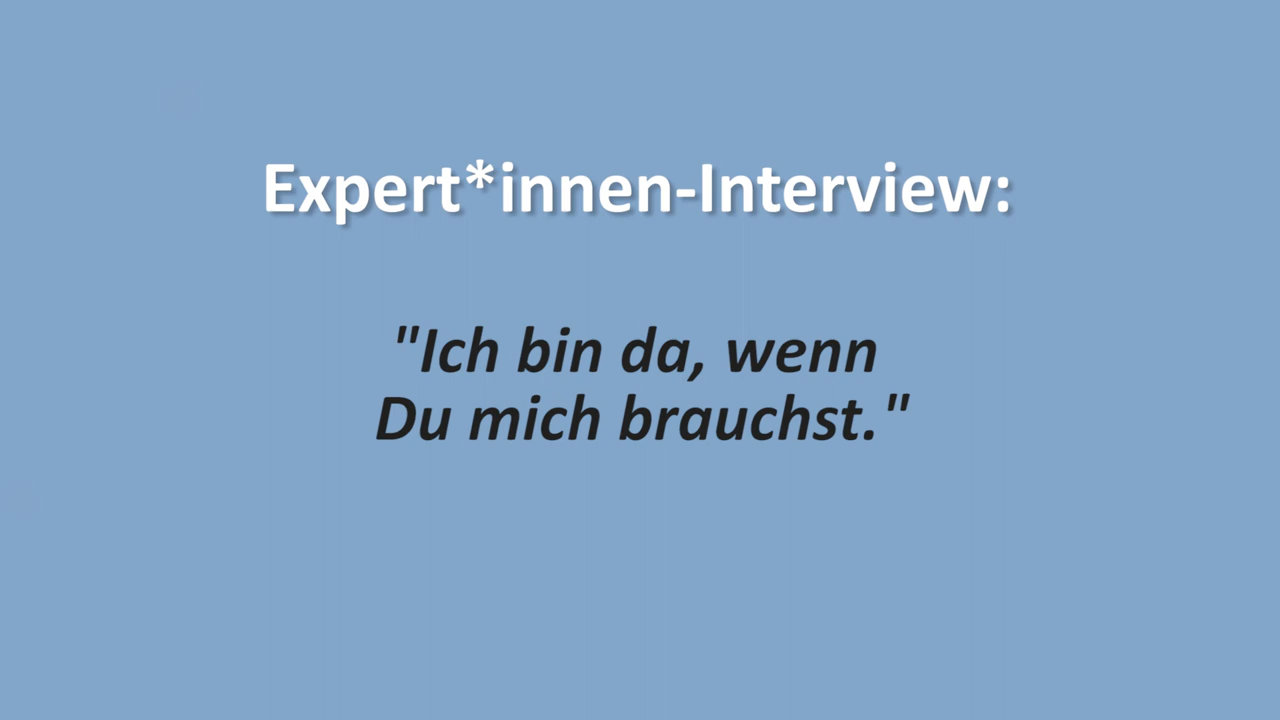 Expert*innen-Interview:
"Ich bin da, wenn
Du mich brauchst."